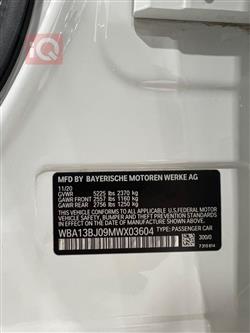 iQ
MFD BY BAYERISCHE MOTOREN WERKE AG
11/20
GVWR 5225 lbs 2370 kg
GAWR FRONT 2557 lbs 1160 kg
GAWR REAR 2756 lbs 1250 kg
THIS VEHICLE CONFORMS TO ALL APPLICABLE U.S.FEDERAL MOTOR
VEHICLE SAFETY, BUMPER, AND THEFT PREVENTION STANDARDS
IN EFFECT ON THE DATE OF MANUFACTURE SHOWN ABOVE.
WBA13BJ09MWX03604 TYPE: PASSENGER CAR
300/0